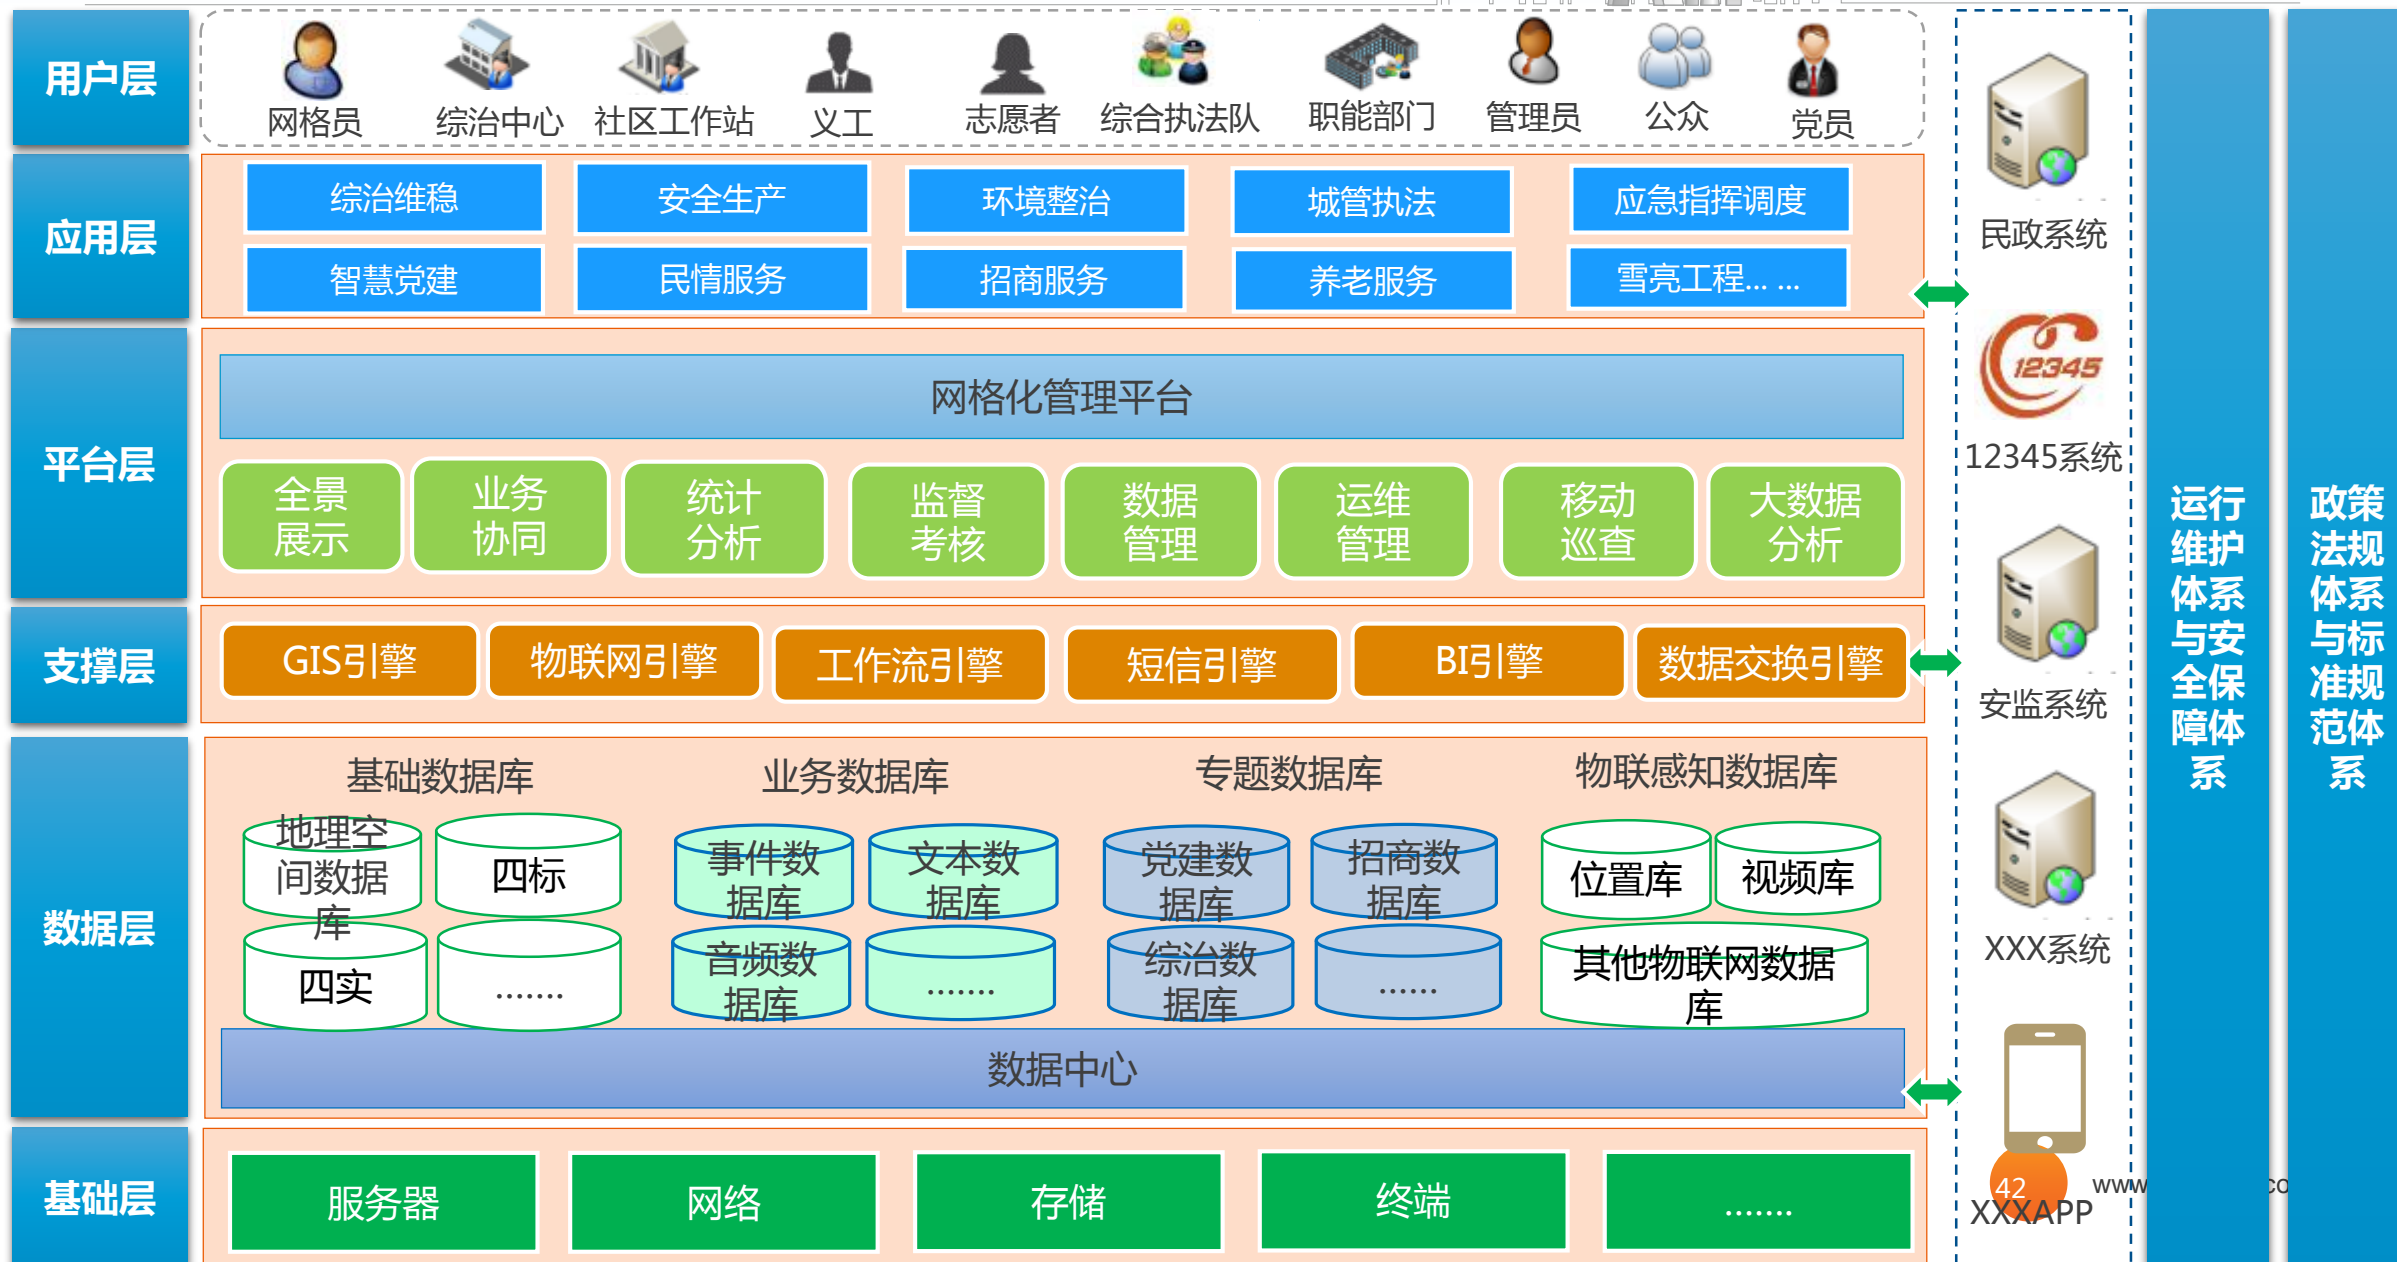 用户层
网格员
综治中心
社区工作站
义工
志愿者
综合执法队
职能部门
管理员
公众
党员
应用层
综治维稳
安全生产
环境整治
城管执法
应急指挥调度
智慧党建
民情服务
招商服务
养老服务
雪亮工程... ...
平台层
网格化管理平台
全景
展示
业务
协同
统计
分析
监督
考核
数据
管理
运维
管理
移动
巡查
大数据
分析
支撑层
GIS引擎
物联网引擎
工作流引擎
短信引擎
BI引擎
数据交换引擎
数据层
基础数据库
业务数据库
专题数据库
物联感知数据库
地理空
间数据
库
四标
四实
.......
事件数
据库
文本数
据库
音频数
据库
.......
党建数
据库
招商数
据库
综治数
据库
......
位置库
视频库
其他物联网数据
库
数据中心
基础层
服务器
网络
存储
终端
.......
民政系统
12345
12345系统
安监系统
XXX系统
42
XXXAPP
www
co
运行
维护
体系
与安
全保
障体
系
政策
法规
体系
与标
准规
范体
系